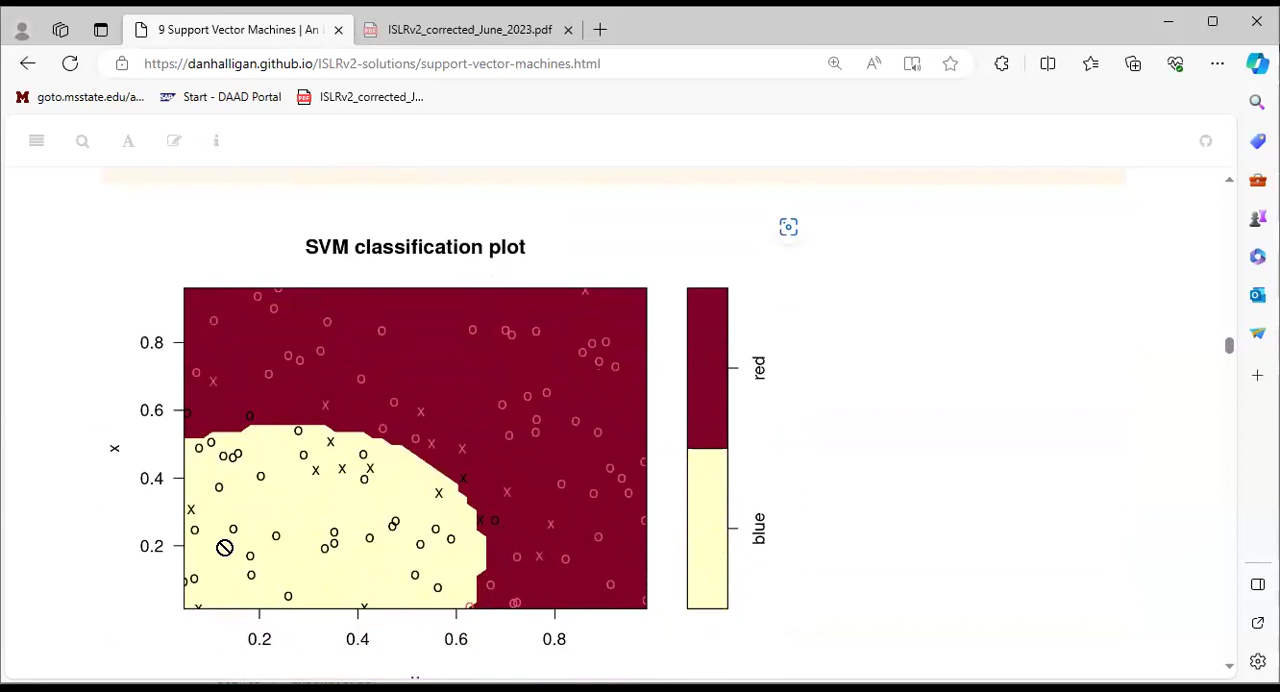 9 Support Vector Machines | An I
ISLRv2_corrected_June_2023.pdf
https://danhalligan.github.io/ISLRv2-solutions/support-vector-machines.html
goto.msstate.edu/a...
Start - DAAD Portal
ISLRv2_corrected_J...
SVM classification plot
0.8
0.6
0.4
0.2
x
0.2 0.4 0.6 0.8
red
blue